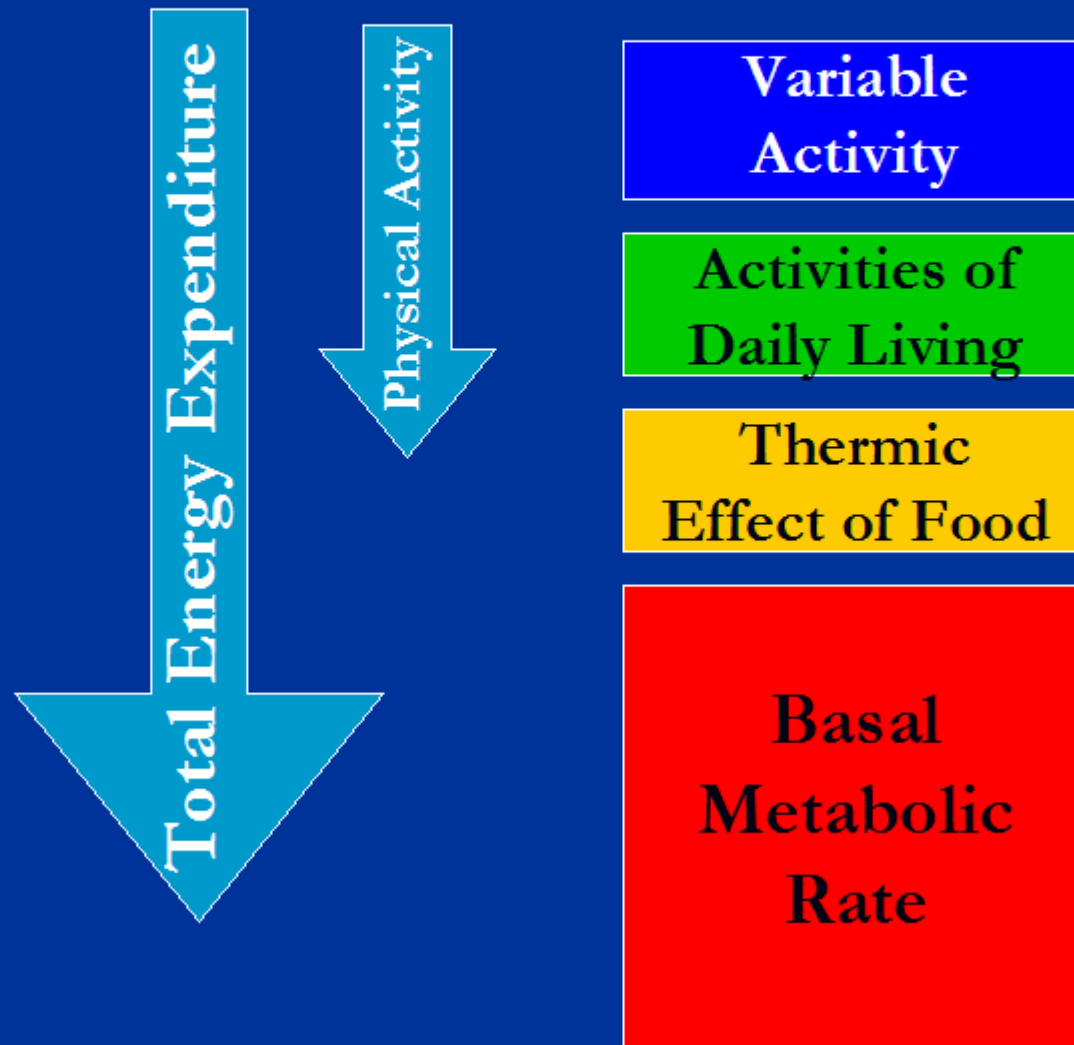 Total Energy Expenditure
Physical Activity
Variable
Activity
Activities of
Daily Living
Thermic
Effect of Food
Basal
Metabolic
Rate